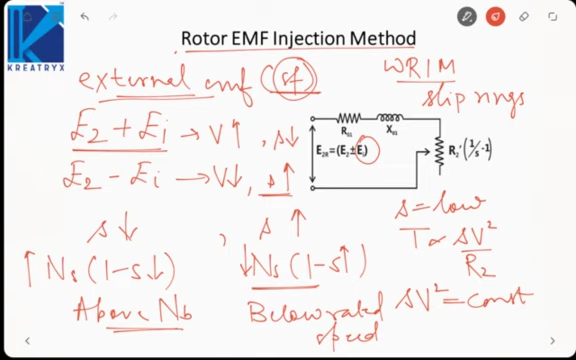 KREATRYX
Rotor EMF Injection Method
external emf (sf)
WRIM
slip rings
E₂ + Eᵢ → V↑ , s↓
E₂ - Eᵢ → V↓, s↑
R₀₁ X₀₁
E₂R=(E₂±Eᵢ) R₂'(1/s-1)
s↓ , s↑
s = low
↑Ns (1-s↓) ↓Ns (1-s↑)
T ∝ sV²/R₂
Above Nb
Below rated speed
sV² = const